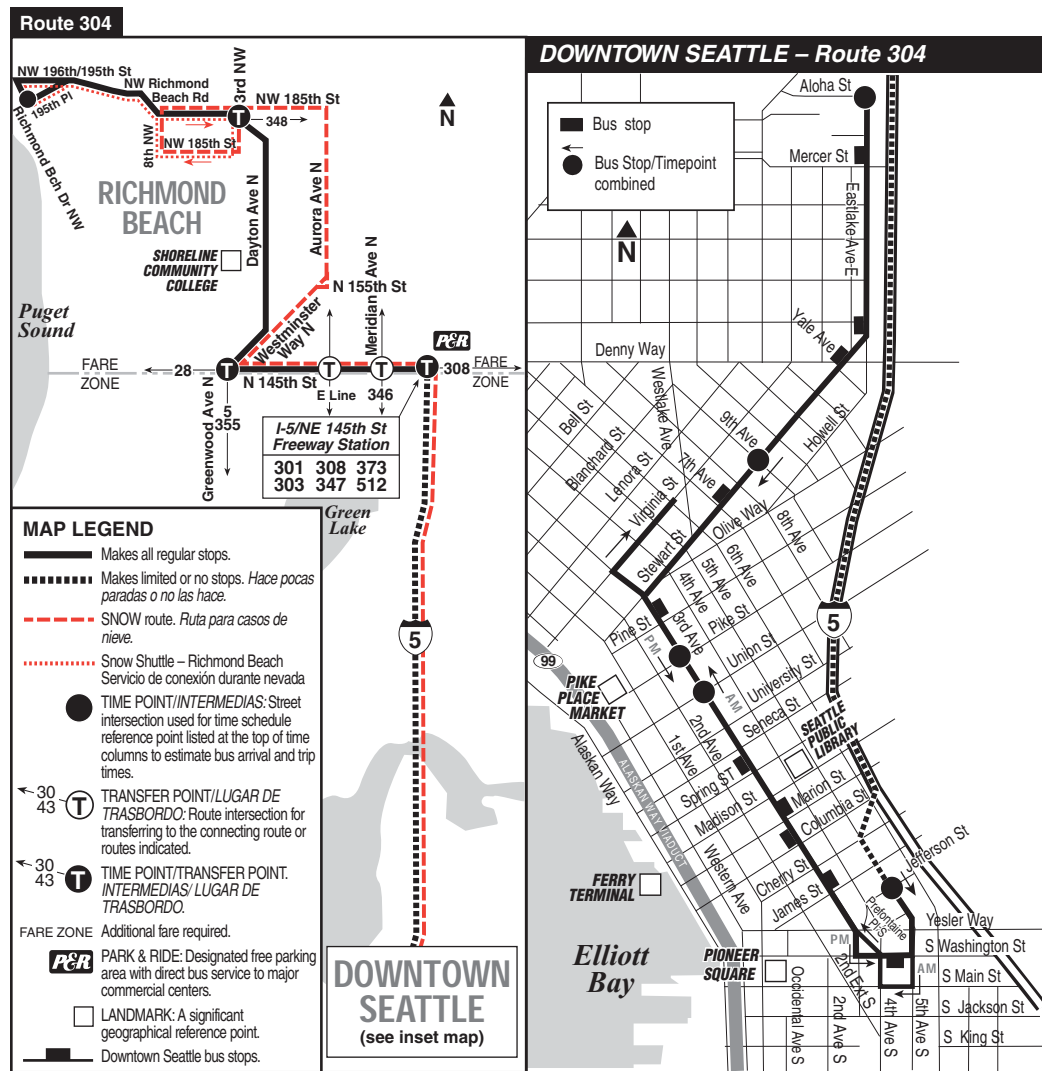 Route 304
NW 196th/195th St
195th Pl
Richmond Bch Dr NW
NW Richmond
Beach Rd
3rd NW
T
NW 185th St
348
8th NW
NW 185th St
N
RICHMOND
BEACH
Dayton Ave N
Aurora Ave N
SHORELINE
COMMUNITY
COLLEGE
N 155th St
Meridian Ave N
Westminster
Way N
Puget
Sound
P&R
FARE
ZONE
28
T
T
T
T
308
FARE
ZONE
N 145th St
E Line
346
5
355
Greenwood Ave N
I-5/NE 145th St
Freeway Station
301 308 373
303 347 512
Green
Lake
5
MAP LEGEND
Makes all regular stops.
Makes limited or no stops. Hace pocas
paradas o no las hace.
SNOW route. Ruta para casos de
nieve.
Snow Shuttle – Richmond Beach
Servicio de conexión durante nevada
TIME POINT/INTERMEDIAS: Street
intersection used for time schedule
reference point listed at the top of time
columns to estimate bus arrival and trip
times.
30
43
T
TRANSFER POINT/LUGAR DE
TRASBORDO: Route intersection for
transferring to the connecting route or
routes indicated.
30
43
T
TIME POINT/TRANSFER POINT.
INTERMEDIAS/ LUGAR DE
TRASBORDO.
FARE ZONE Additional fare required.
P&R
PARK & RIDE: Designated free parking
area with direct bus service to major
commercial centers.
LANDMARK: A significant
geographical reference point.
Downtown Seattle bus stops.
DOWNTOWN
SEATTLE
(see inset map)
DOWNTOWN SEATTLE – Route 304
Bus stop
Bus Stop/Timepoint
combined
N
Aloha St
Mercer St
Eastlake Ave E
Yale Ave
Denny Way
Westlake Ave
Bell St
Blanchard St
Lenora St
Virginia St
9th Ave
Howell St
7th Ave
Olive Way
8th Ave
Stewart St
6th Ave
5th Ave
4th Ave
Pike St
Pine St
3rd Ave
PM
Union St
AM
University St
5
99
PIKE
PLACE
MARKET
Seneca St
SEATTLE
PUBLIC
LIBRARY
2nd Ave
1st Ave
Alaskan Way
ALASKAN WAY VIADUCT
Spring ST
Madison St
Marion St
Columbia St
Western Ave
Cherry St
James St
Jefferson St
FERRY
TERMINAL
Prefontaine
Pl S
Yesler Way
PM
S Washington St
Elliott
Bay
PIONEER
SQUARE
AM
S Main St
Occidental Ave S
2nd Ave S
2nd Ext S
4th Ave S
5th Ave S
S Jackson St
S King St